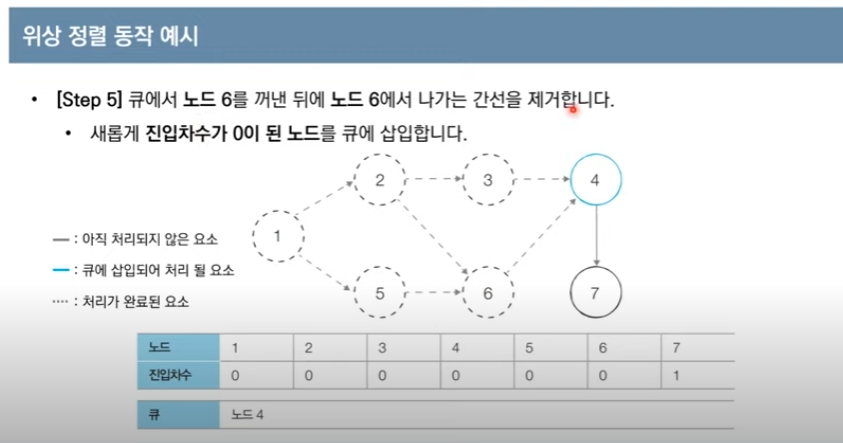 위상 정렬 동작 예시
• [Step 5] 큐에서 노드 6를 꺼낸 뒤에 노드 6에서 나가는 간선을 제거합니다.
• 새롭게 진입차수가 0이 된 노드를 큐에 삽입합니다.
2 3 4
1
5 6 7
: 아직 처리되지 않은 요소
: 큐에 삽입되어 처리 될 요소
: 처리가 완료된 요소
노드 1 2 3 4 5 6 7
진입차수 0 0 0 0 0 0 1
큐 노드 4